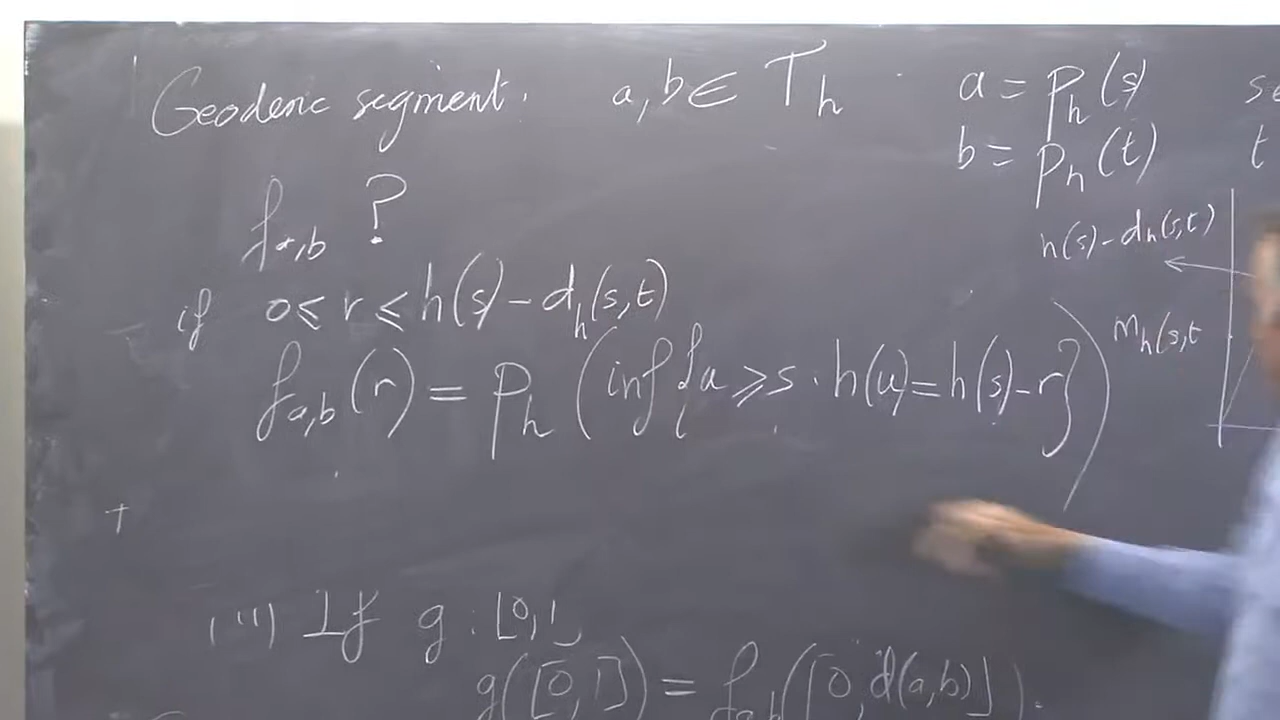 Geodesic segment. a,b ∈ T_h a = p_h(s)
b = p_h(t) t
f_{a,b} ?
h(s) - d_h(s,t)
if 0 ≤ r ≤ h(s) - d_h(s,t)
m_h(s,t
f_{a,b}(r) = p_h ( inf { u ≥ s : h(u) = h(s) - r } )
If g : [0,1]
g([0,1]) = f_{ab}([0,d(a,b)]).